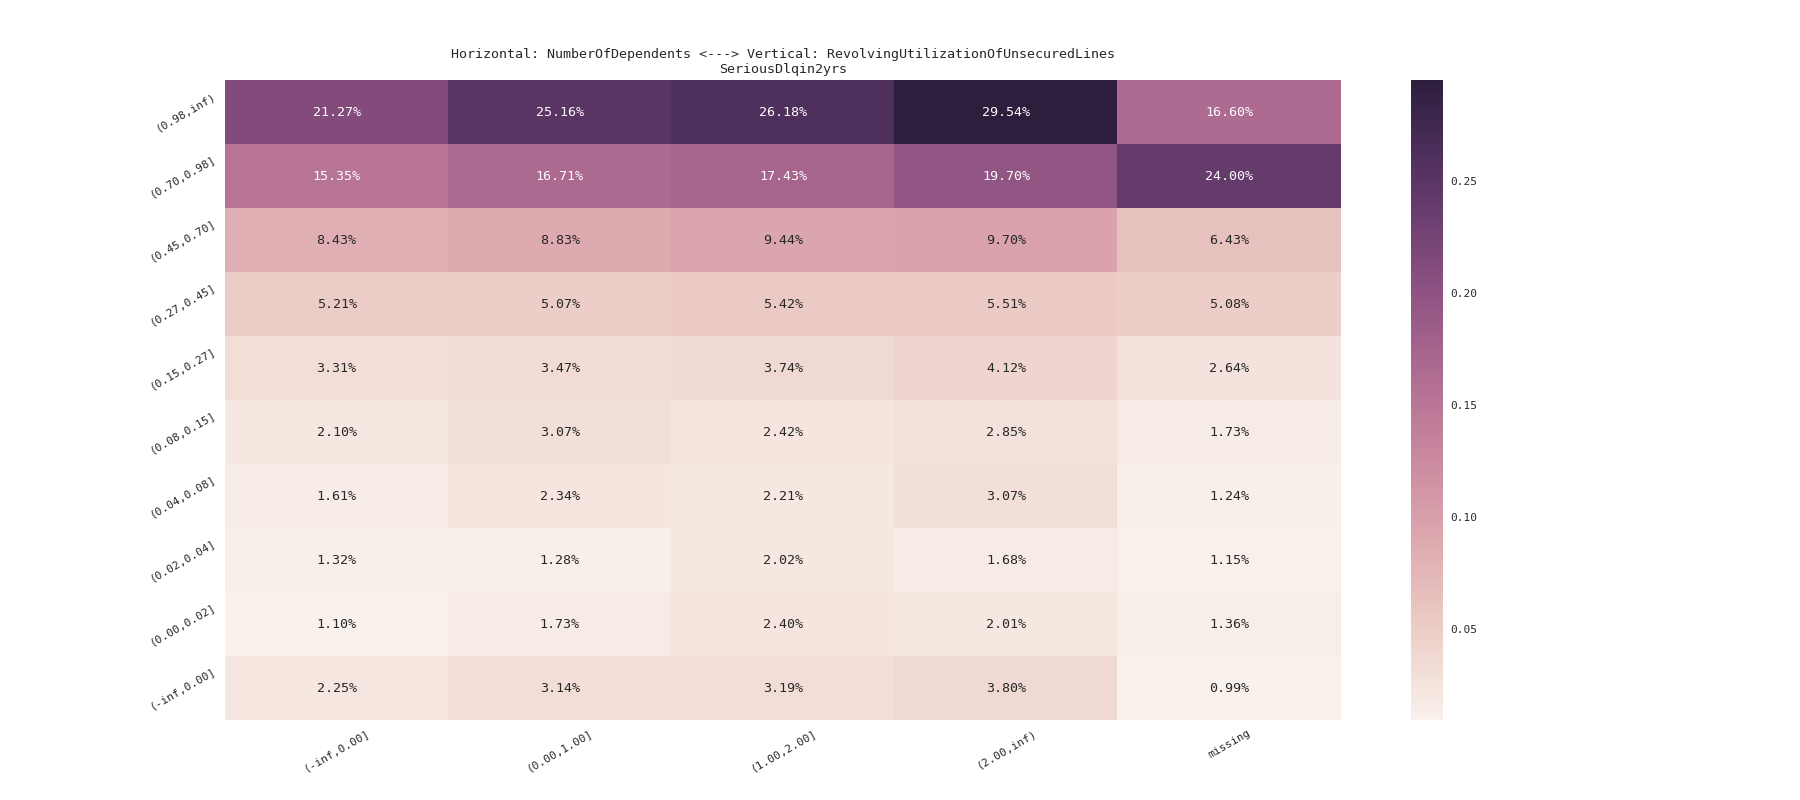 Horizontal: NumberOfDependents <---> Vertical: RevolvingUtilizationOfUnsecuredLines
SeriousDlqin2yrs
(0.98,inf) 21.27% 25.16% 26.18% 29.54% 16.60%
(0.70,0.98] 15.35% 16.71% 17.43% 19.70% 24.00% 0.25
(0.45,0.70] 8.43% 8.83% 9.44% 9.70% 6.43%
(0.27,0.45] 5.21% 5.07% 5.42% 5.51% 5.08% 0.20
(0.15,0.27] 3.31% 3.47% 3.74% 4.12% 2.64%
0.15
(0.08,0.15] 2.10% 3.07% 2.42% 2.85% 1.73%
(0.04,0.08] 1.61% 2.34% 2.21% 3.07% 1.24%
0.10
(0.02,0.04] 1.32% 1.28% 2.02% 1.68% 1.15%
(0.00,0.02] 1.10% 1.73% 2.40% 2.01% 1.36% 0.05
(-inf,0.00] 2.25% 3.14% 3.19% 3.80% 0.99%
(-inf,0.00] (0.00,1.00] (1.00,2.00] (2.00,inf) missing